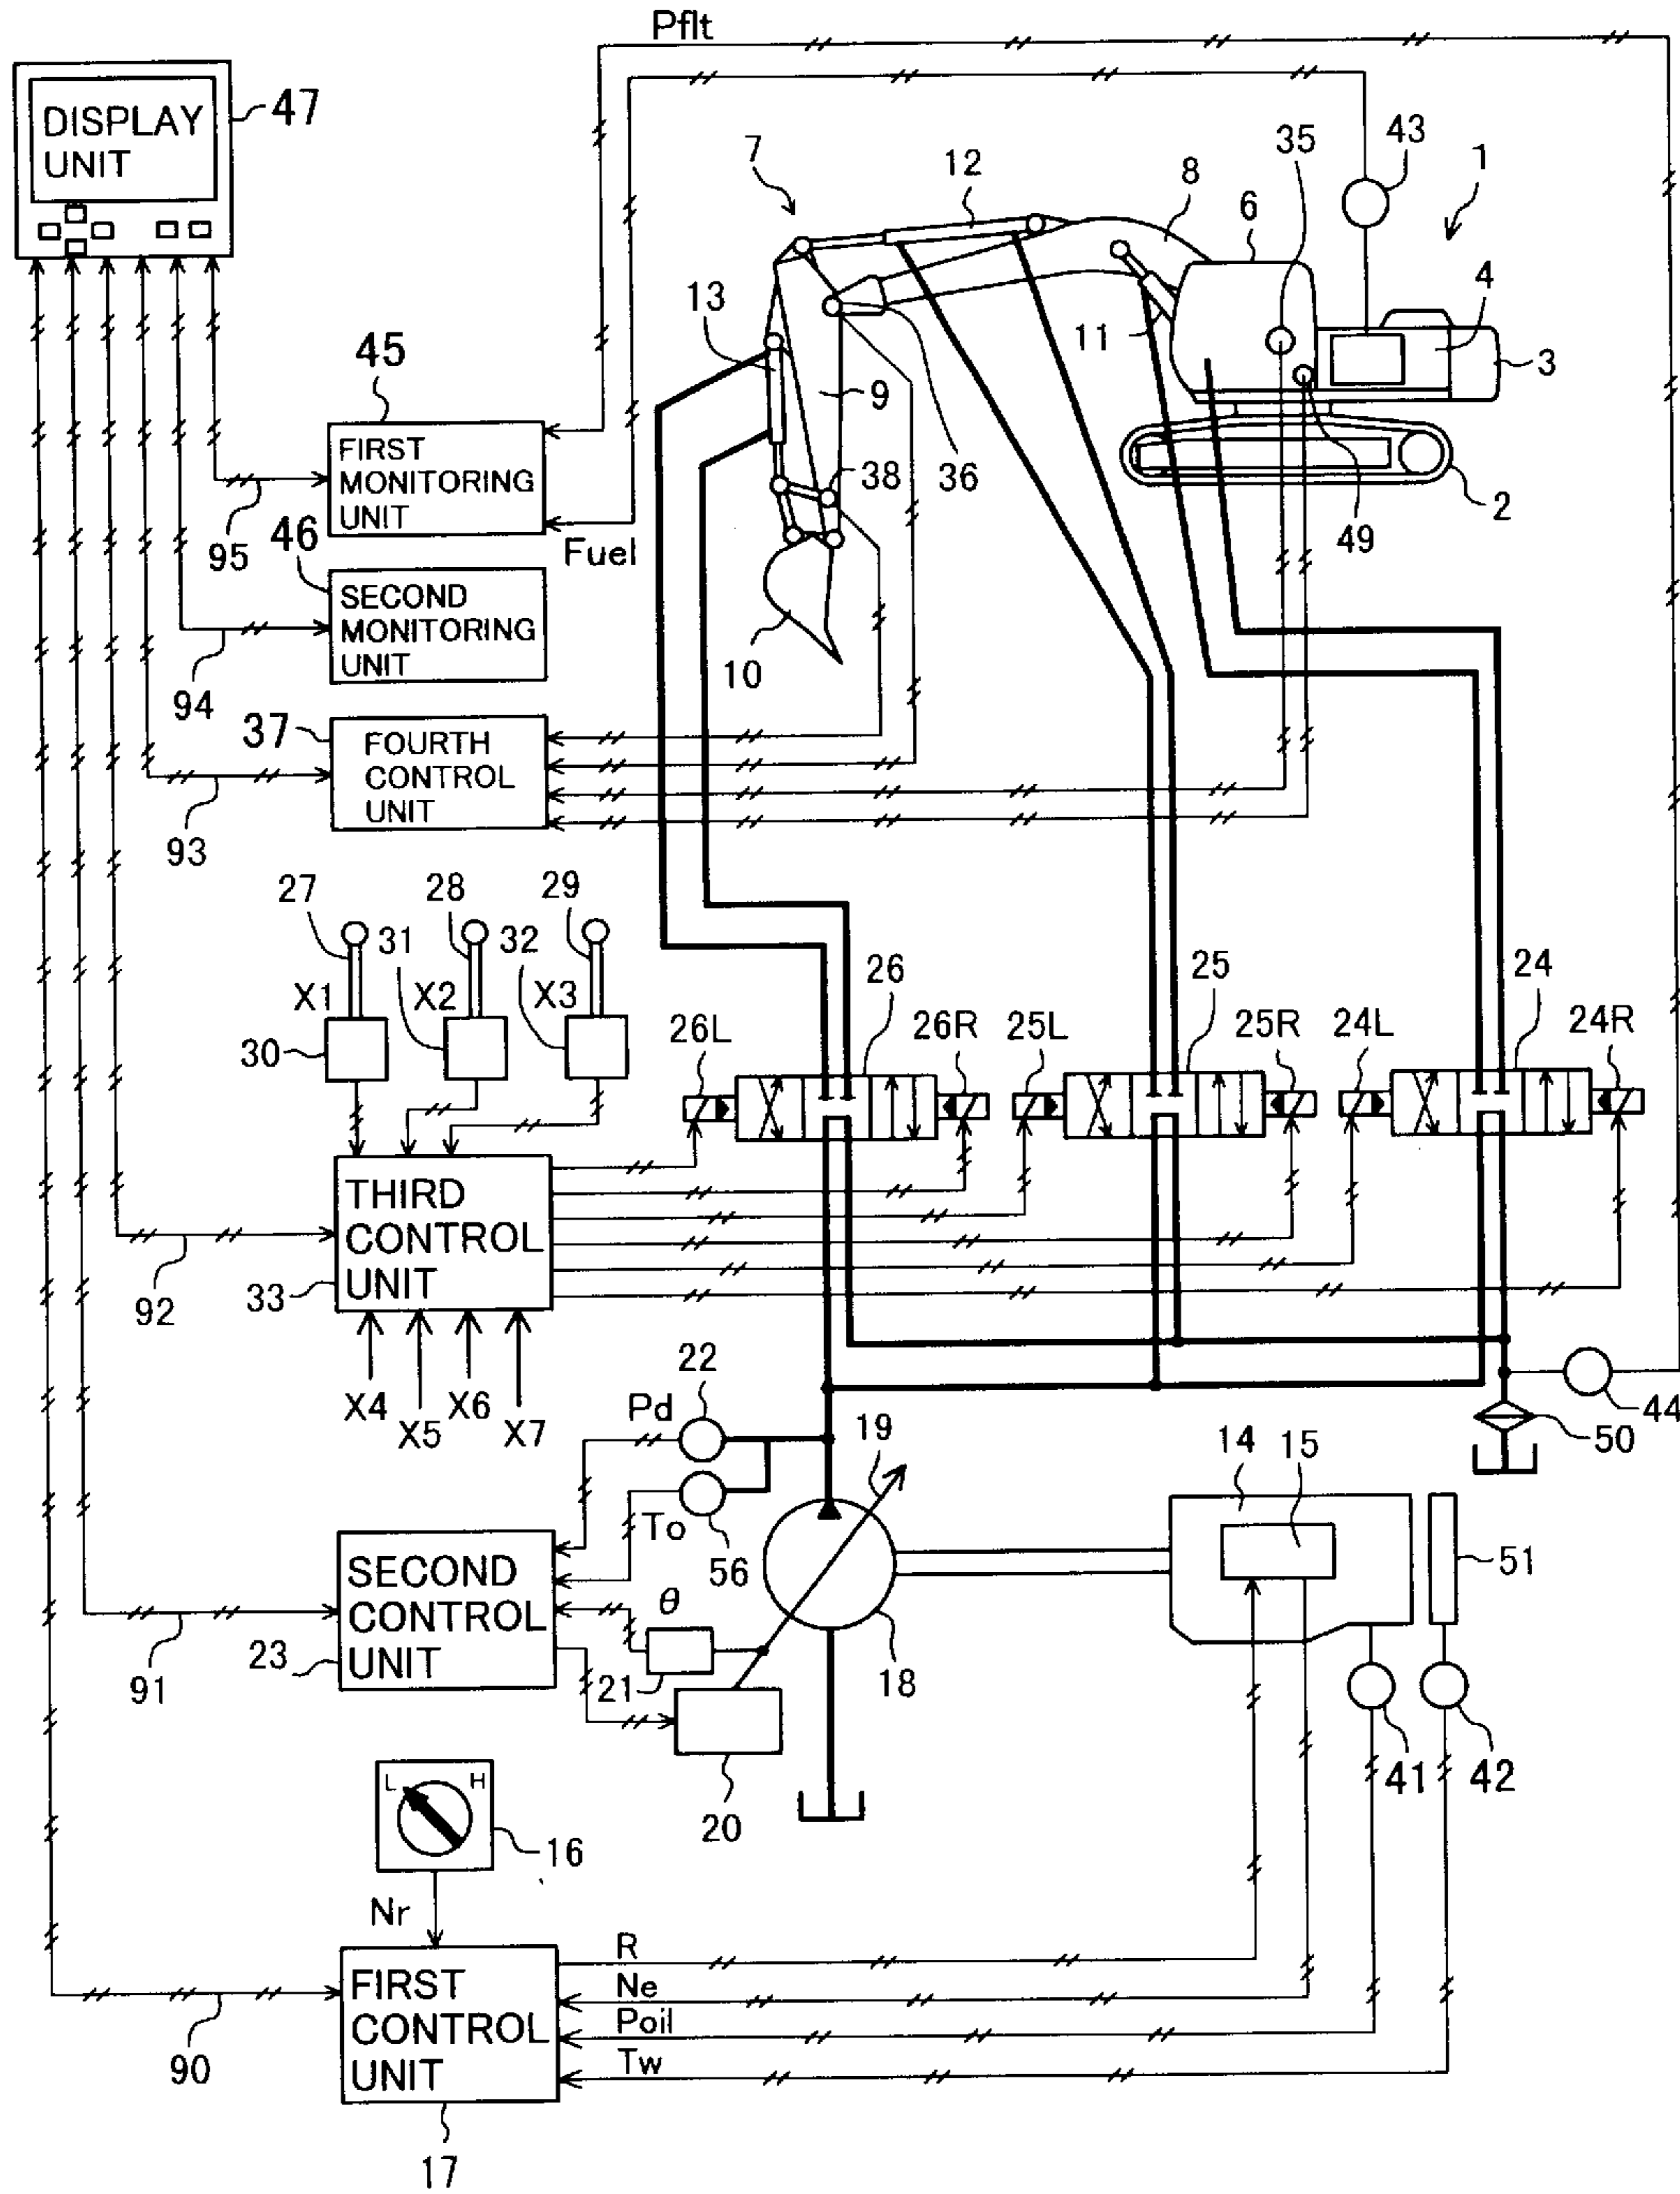 Pflt
DISPLAY
UNIT
47
7
12
8
6
35
43
1
13
11
4
3
9
38
36
49
2
10
45
FIRST
MONITORING
UNIT
95
Fuel
46
SECOND
MONITORING
UNIT
94
37
FOURTH
CONTROL
UNIT
93
27
28
29
31
32
X1
X2
X3
30
26
25
24
26L
26R
25L
25R
24L
24R
THIRD
CONTROL
UNIT
33
92
X4
X5
X6
X7
22
Pd
To
56
19
14
15
44
50
51
SECOND
CONTROL
UNIT
23
91
θ
21
20
18
41
42
L
H
16
Nr
R
Ne
Poil
Tw
FIRST
CONTROL
UNIT
90
17